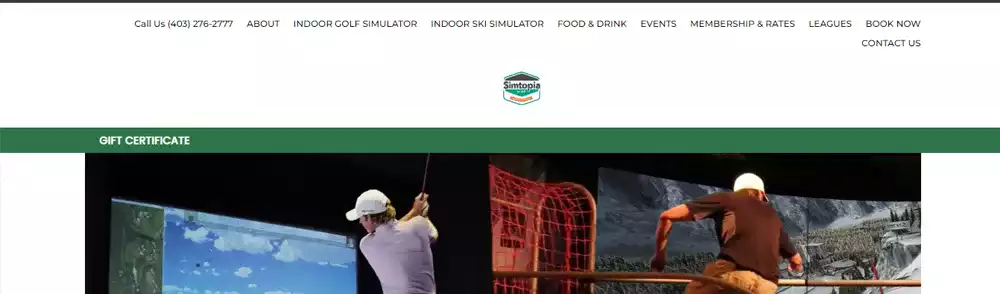 Call Us (403) 276-2777 ABOUT INDOOR GOLF SIMULATOR INDOOR SKI SIMULATOR FOOD & DRINK EVENTS MEMBERSHIP & RATES LEAGUES BOOK NOW
CONTACT US
Simtopia
GIFT CERTIFICATE